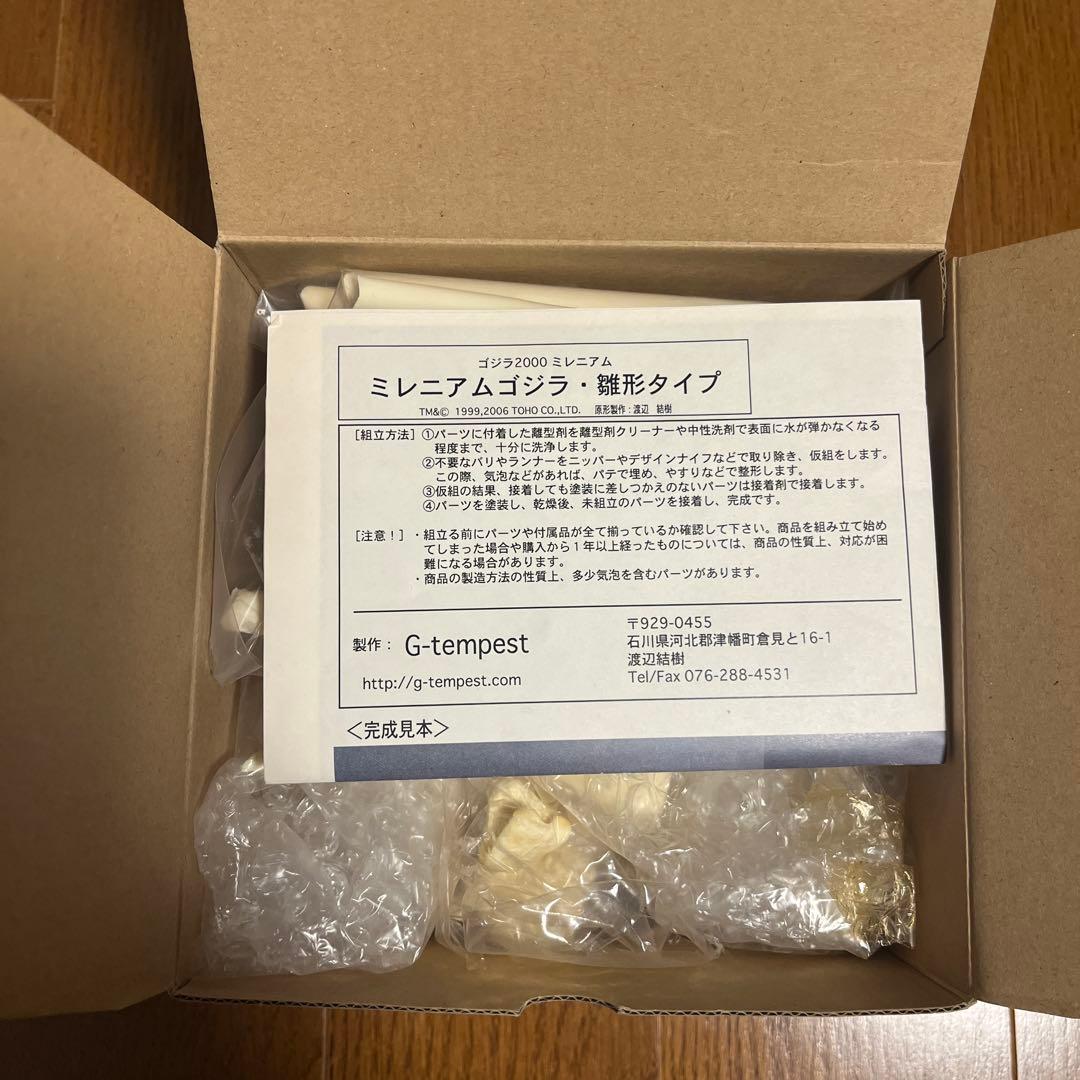 ゴジラ2000 ミレニアム
ミレニアムゴジラ・雛形タイプ
TM&© 1999,2006 TOHO CO.,LTD. 原形製作：渡辺 結樹
［組立方法］①パーツに付着した離型剤を離型剤クリーナーや中性洗剤で表面に水が弾かなくなる
程度まで、十分に洗浄します。
②不要なバリやランナーをニッパーやデザインナイフなどで取り除き、仮組をします。
この際、気泡などがあれば、パテで埋め、やすりなどで整形します。
③仮組の結果、接着しても塗装に差しつかえのないパーツは接着剤で接着します。
④パーツを塗装し、乾燥後、未組立のパーツを接着し、完成です。
［注意！］・組立る前にパーツや付属品が全て揃っているか確認して下さい。商品を組み立て始め
てしまった場合や購入から１年以上経ったものについては、商品の性質上、対応が困
難になる場合があります。
・商品の製造方法の性質上、多少気泡を含むパーツがあります。
製作： G-tempest
http://g-tempest.com
〒929-0455
石川県河北郡津幡町倉見と16-1
渡辺結樹
Tel/Fax 076-288-4531
＜完成見本＞